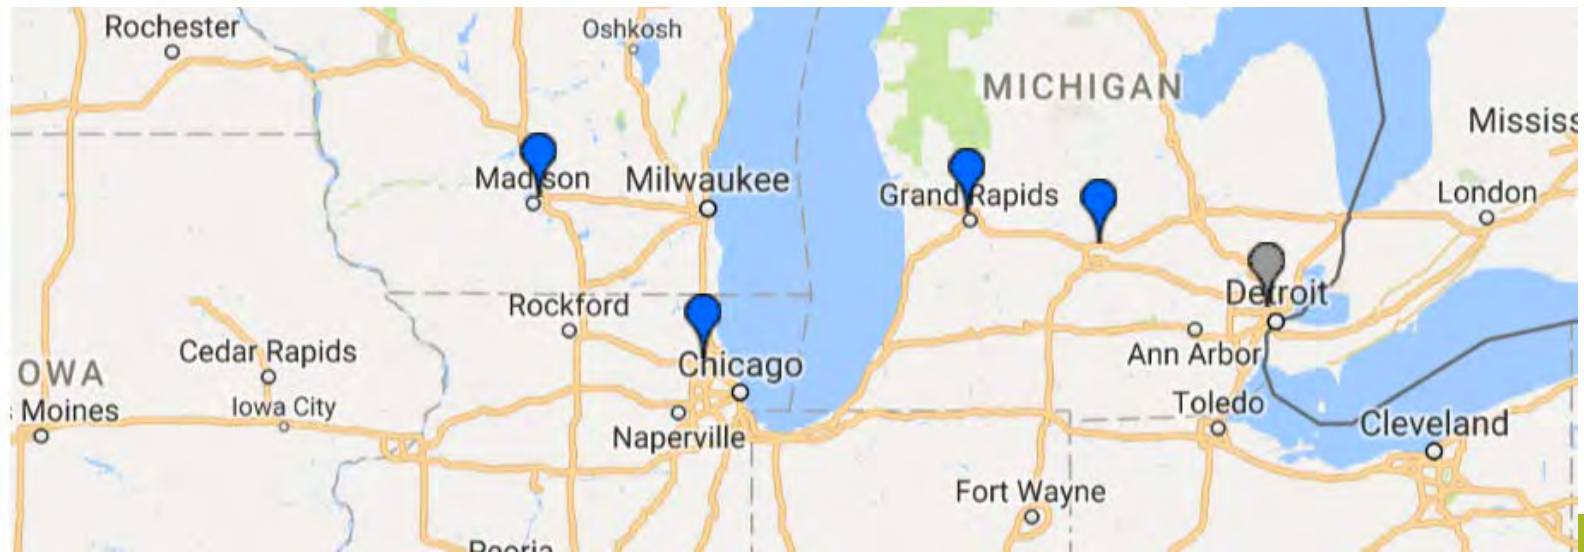 Rochester
Oshkosh
MICHIGAN
Mississ
Madison
Milwaukee
Grand Rapids
London
Detroit
Rockford
Cedar Rapids
Chicago
Ann Arbor
OWA
Moines
Iowa City
Toledo
Cleveland
Naperville
Fort Wayne
Peoria